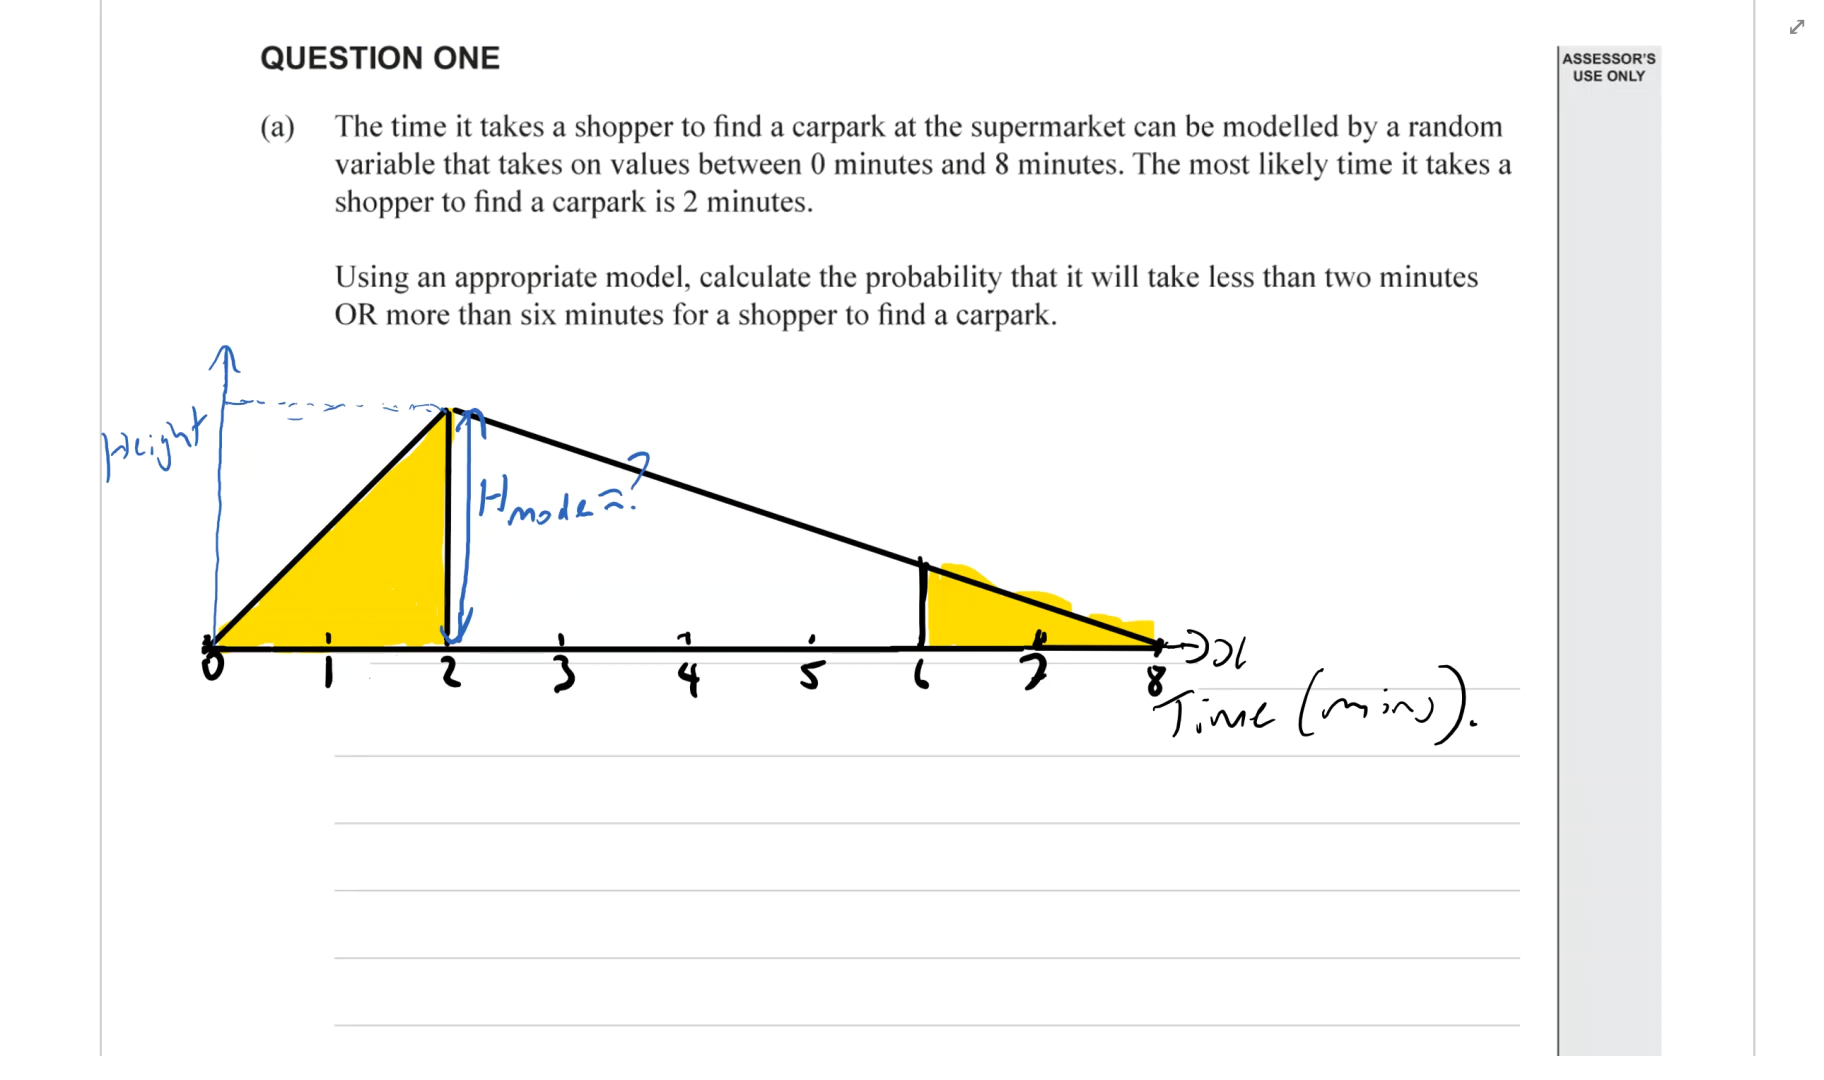 QUESTION ONE
ASSESSOR'S
USE ONLY
(a) The time it takes a shopper to find a carpark at the supermarket can be modelled by a random
variable that takes on values between 0 minutes and 8 minutes. The most likely time it takes a
shopper to find a carpark is 2 minutes.
Using an appropriate model, calculate the probability that it will take less than two minutes
OR more than six minutes for a shopper to find a carpark.
Height
Hmode = ?
0 1 2 3 4 5 6 7 8 x
Time (mins).